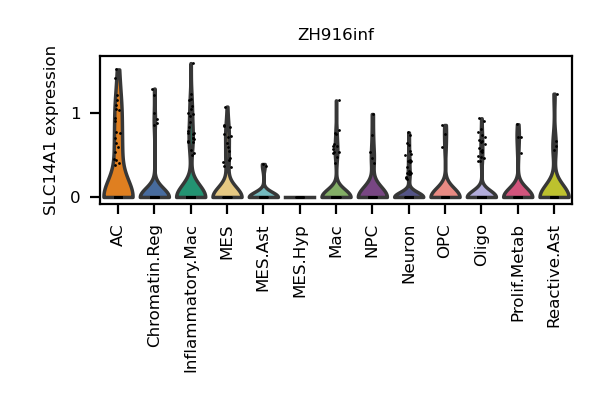 ZH916inf
SLC14A1 expression
1
0
AC
Chromatin.Reg
Inflammatory.Mac
MES
MES.Ast
MES.Hyp
Mac
NPC
Neuron
OPC
Oligo
Prolif.Metab
Reactive.Ast